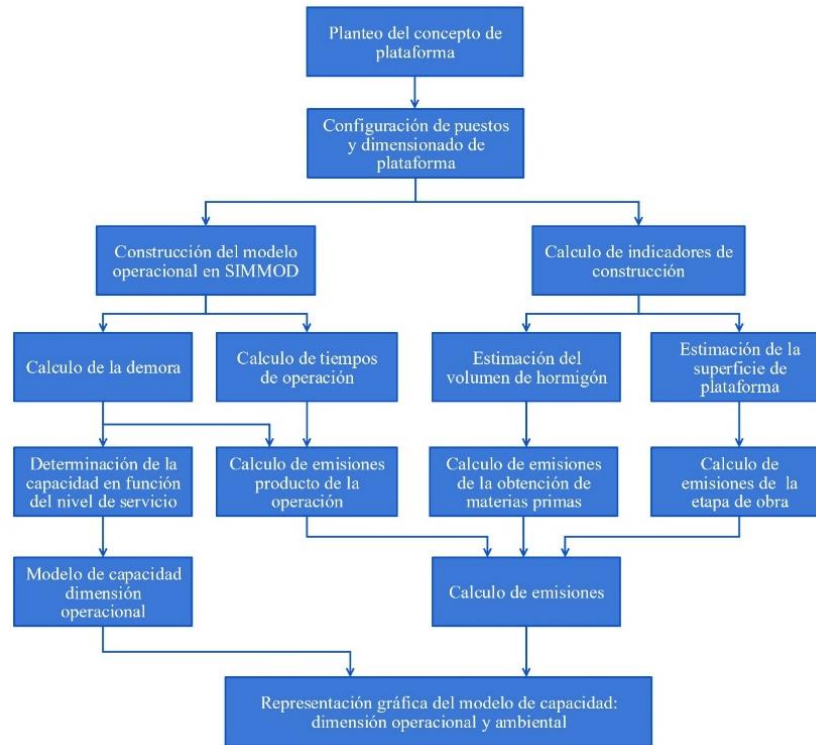 Planteo del concepto de
plataforma
Configuración de puestos
y dimensionado de
plataforma
Construcción del modelo
operacional en SIMMOD
Calculo de indicadores de
construcción
Calculo de la demora
Calculo de tiempos
de operación
Estimación del
volumen de hormigón
Estimación de la
superficie de
plataforma
Determinación de la
capacidad en función
del nivel de servicio
Calculo de emisiones
producto de la
operación
Calculo de emisiones
de la obtención de
materias primas
Calculo de
emisiones de la
etapa de obra
Modelo de capacidad
dimensión
operacional
Calculo de emisiones
Representación gráfica del modelo de capacidad:
dimensión operacional y ambiental